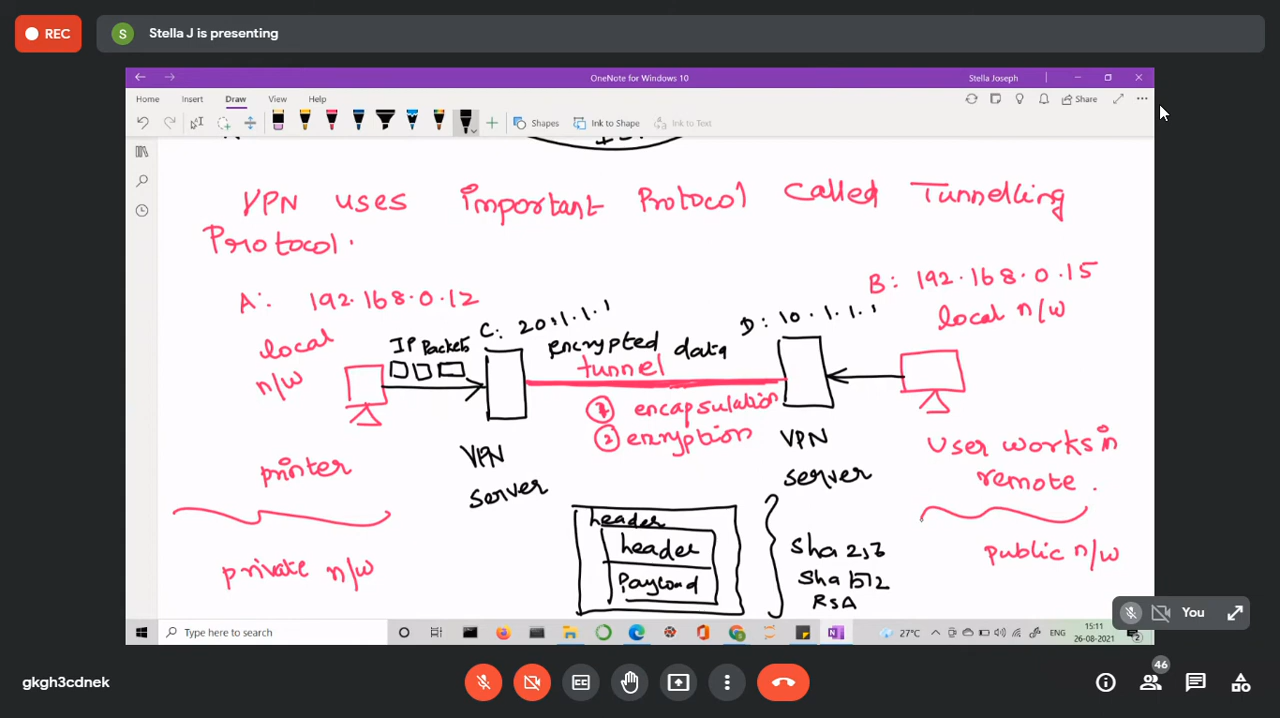 REC
S
Stella J is presenting
OneNote for Windows 10
Stella Joseph
Home Insert Draw View Help
Share
Shapes
Ink to Shape
Ink to Text
VPN uses important Protocol called Tunnelling
Protocol.
A: 192.168.0.12
local
n/w
IP Packets
C: 20.1.1.1
encrypted data
tunnel
① encapsulation
② enryption
D: 10.1.1.1
B: 192.168.0.15
local n/w
printer
VPN
server
VPN
server
User works in
remote.
private n/w
header
header
Payload
Sha
Sha 512
RSA
public n/w
You
Type here to search
27°C
ENG
15:11
26-08-2021
2
gkgh3cdnek
46